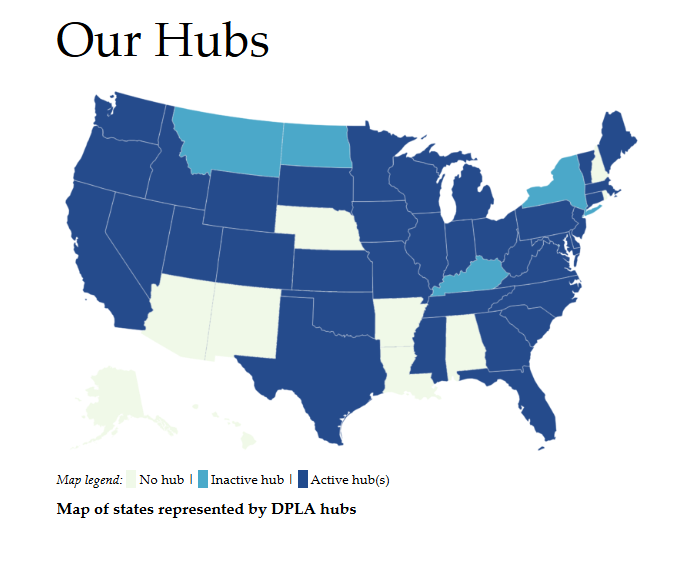 Our Hubs
Map legend: No hub | Inactive hub | Active hub(s)
Map of states represented by DPLA hubs